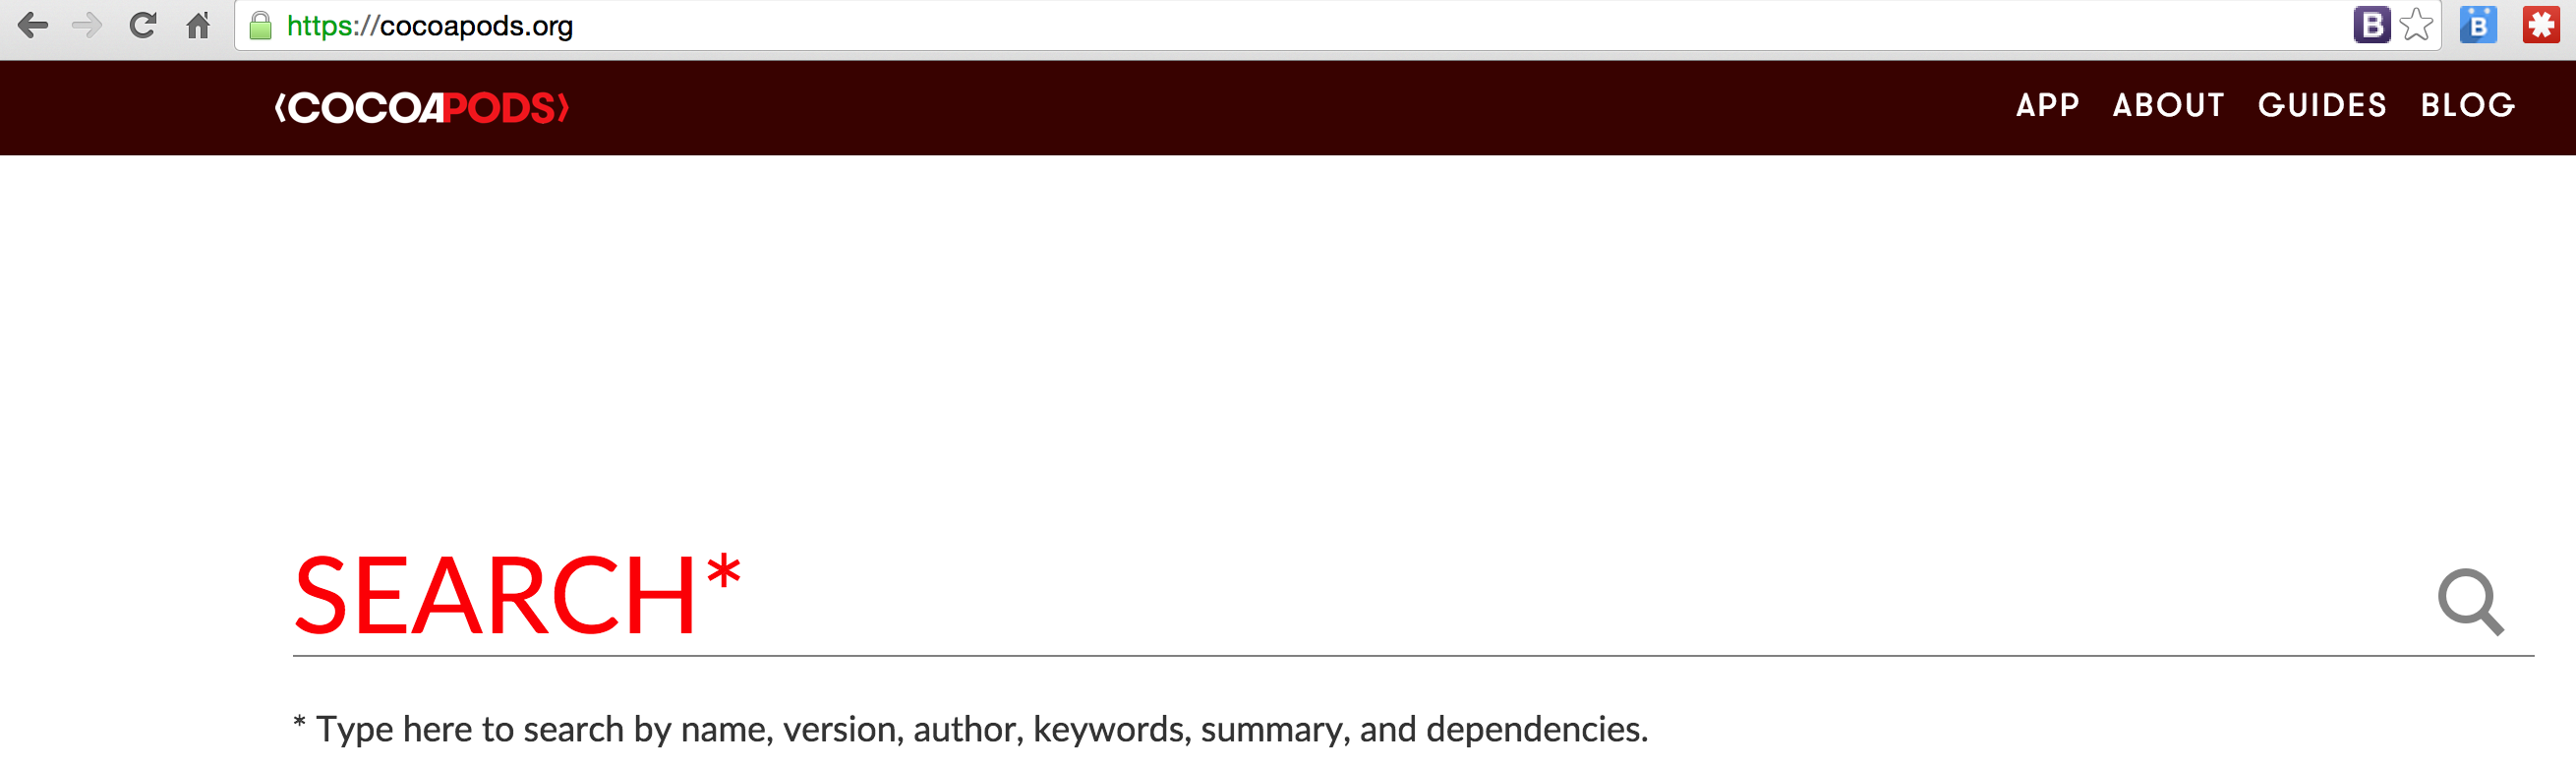 https://cocoapods.org
B
B
⟨COCOAPODS⟩
APP ABOUT GUIDES BLOG
SEARCH*
* Type here to search by name, version, author, keywords, summary, and dependencies.